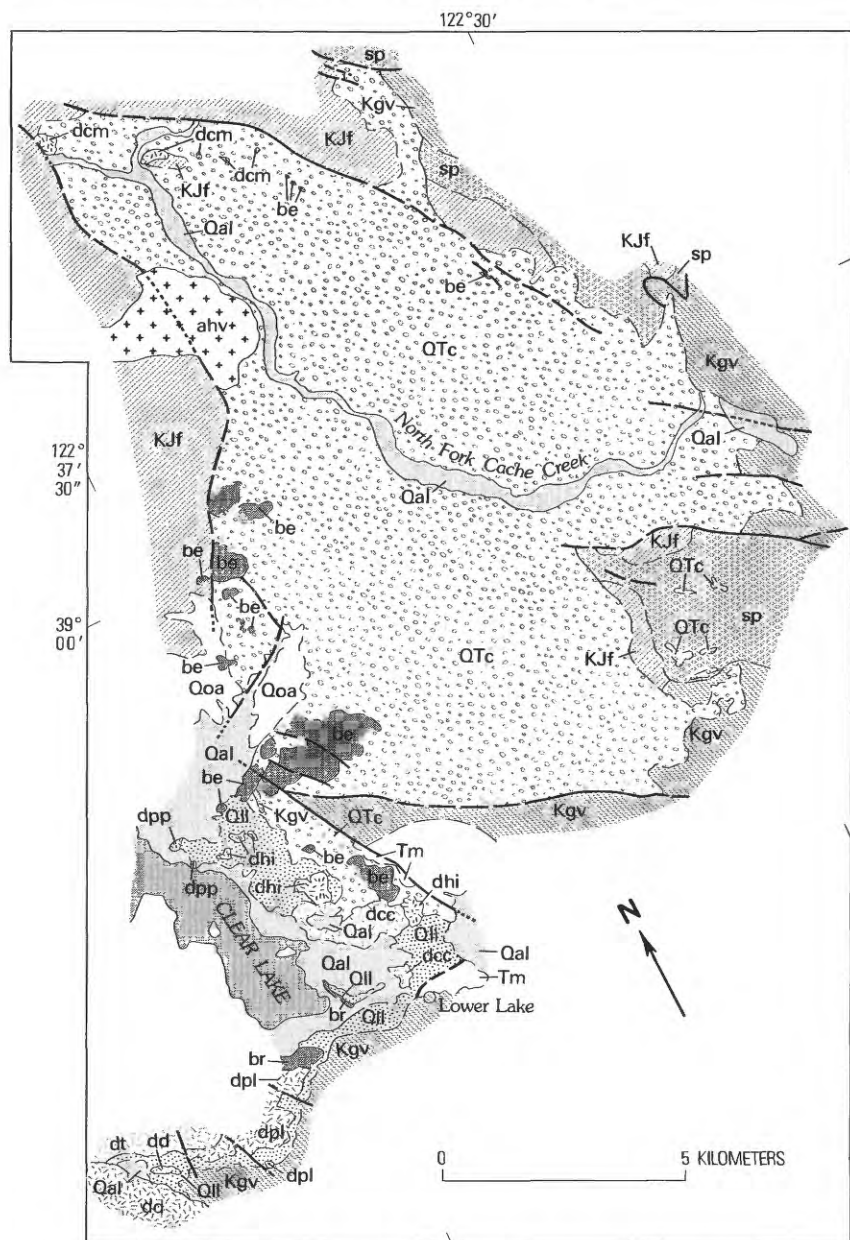 122°30'
sp
Kgv
dcm
dcm
KJf
dcm
sp
KJf
be
Qal
KJf
sp
be
ahv
QTc
Kgv
KJf
North Fork Cache Creek
Qal
122°
37'
30"
Qal
be
be
be
KJf
QTc
be
39°
00'
QTc
sp
QTc
KJf
be
Qoa
Qoa
Kgv
be
Qal
be
Kgv
dpp
Qll
Kgv
QTc
Tm
be
dhi
dhi
be
dpp
dhi
dcc
Qll
Qal
CLEAR LAKE
Qal
dcc
Qal
Qll
Tm
N
br
Qll
Lower Lake
Kgv
br
dpl
dpl
dt
dd
0
5 KILOMETERS
dpl
Kgv
Qal
Qll
dd